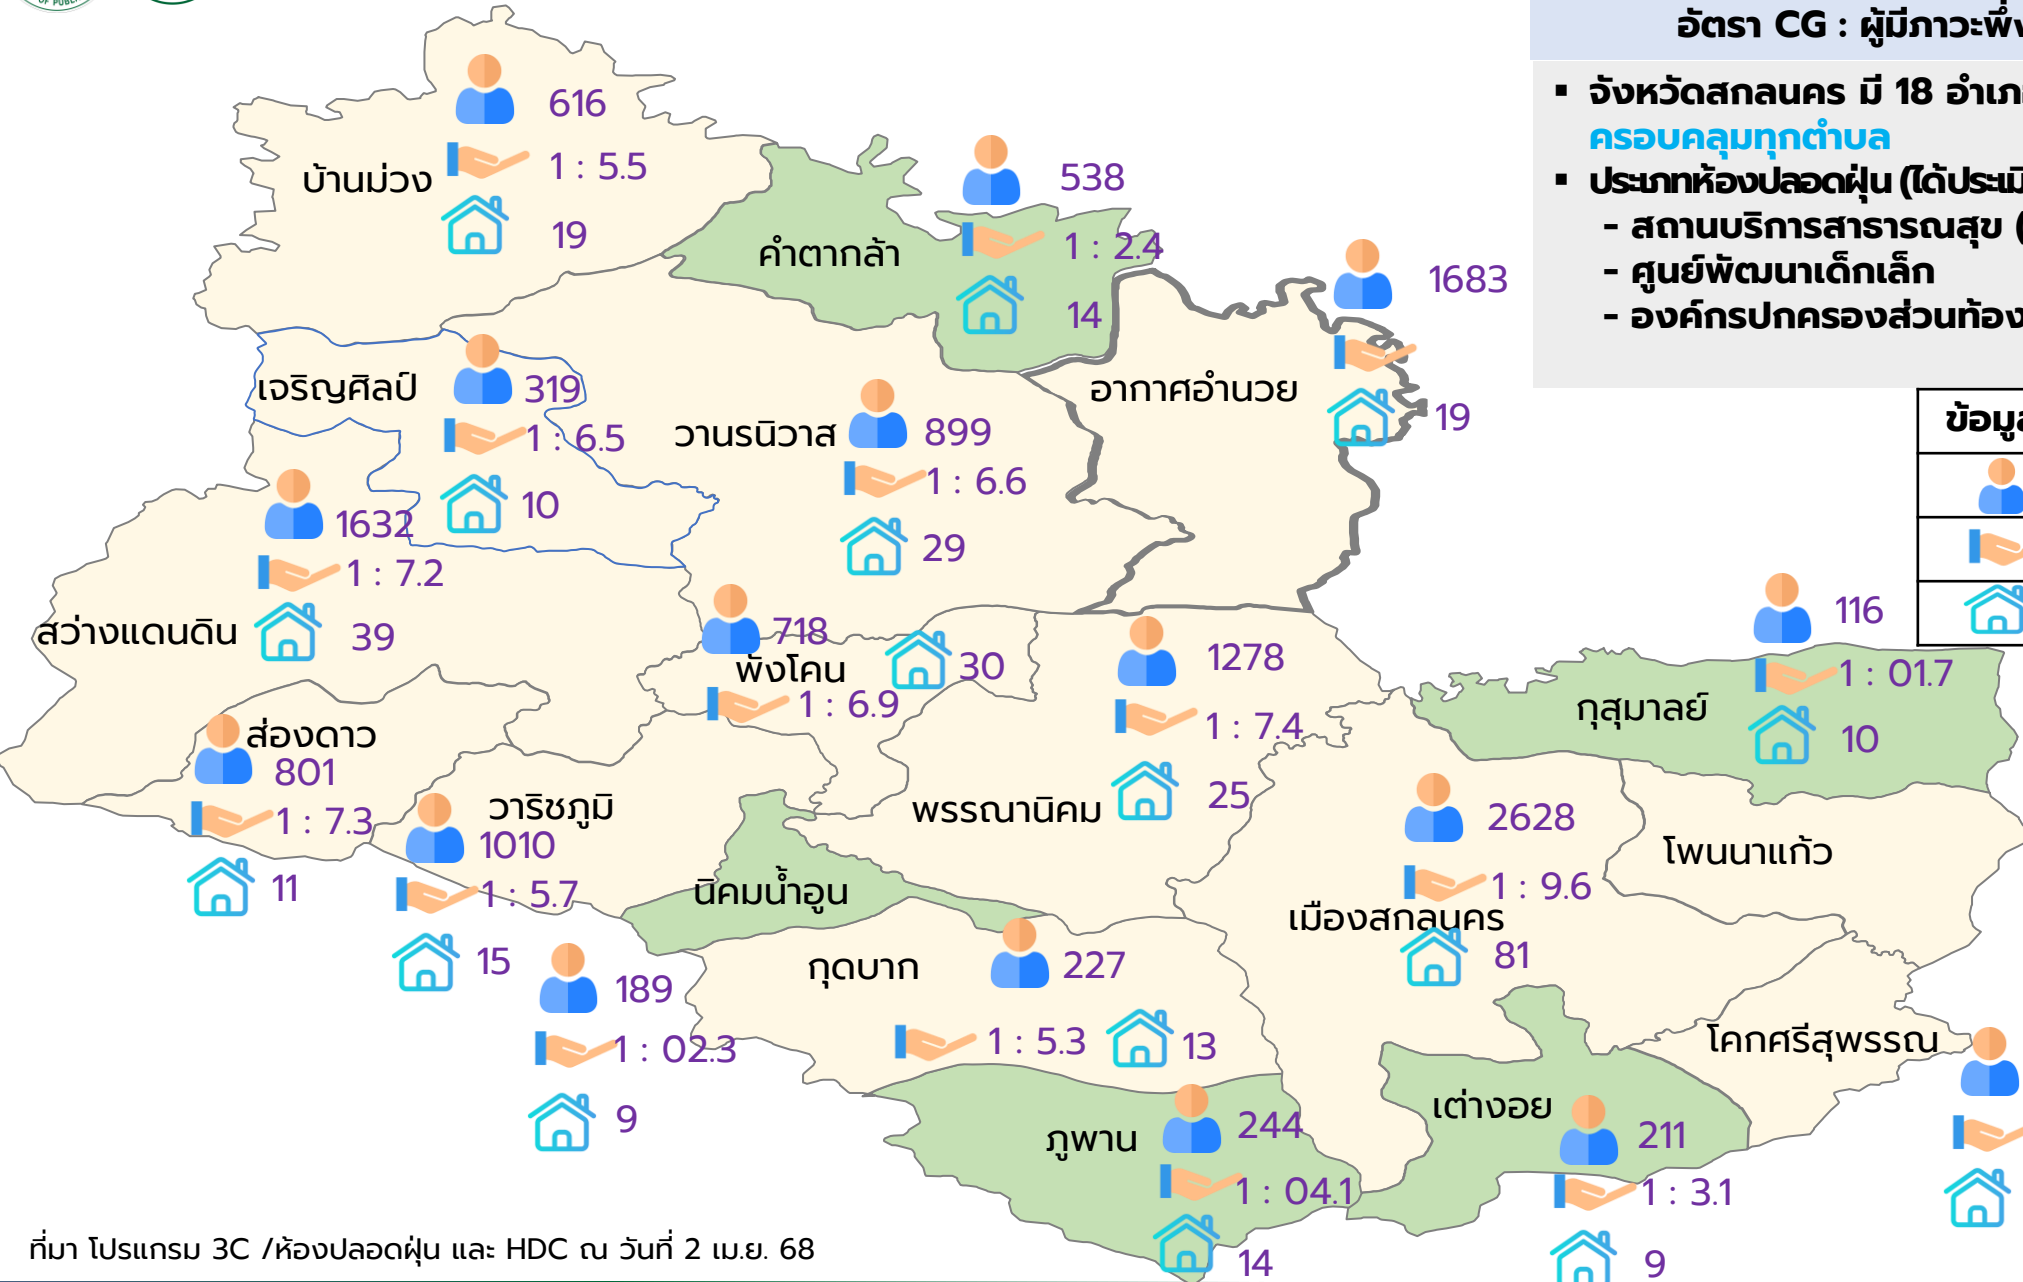 OF PUBL
อัตรา CG : ผู้มีภาวะพึ่ง
▪ จังหวัดสกลนคร มี 18 อำเภอ
ครอบคลุมทุกตำบล
▪ ประเภทห้องปลอดฝุ่น (ได้ประเมิ
- สถานบริการสาธารณสุข (
- ศูนย์พัฒนาเด็กเล็ก
- องค์กรปกครองส่วนท้อง
ข้อมูล
616
บ้านม่วง
1 : 5.5
19
538
คำตากล้า
1 : 2.4
14
1683
อากาศอำนวย
19
เจริญศิลป์
319
1 : 6.5
10
วานรนิวาส
899
1 : 6.6
29
1632
1 : 7.2
สว่างแดนดิน
39
718
พังโคน
30
1 : 6.9
1278
1 : 7.4
พรรณานิคม
25
116
1 : 01.7
กุสุมาลย์
10
ส่องดาว
801
1 : 7.3
11
วาริชภูมิ
1010
1 : 5.7
15
นิคมน้ำอูน
189
1 : 02.3
9
2628
1 : 9.6
เมืองสกลนคร
81
โพนนาแก้ว
กุดบาก
227
1 : 5.3
13
โคกศรีสุพรรณ
เต่างอย
211
1 : 3.1
9
ภูพาน
244
1 : 04.1
14
ที่มา โปรแกรม 3C /ห้องปลอดฝุ่น และ HDC ณ วันที่ 2 เม.ย. 68